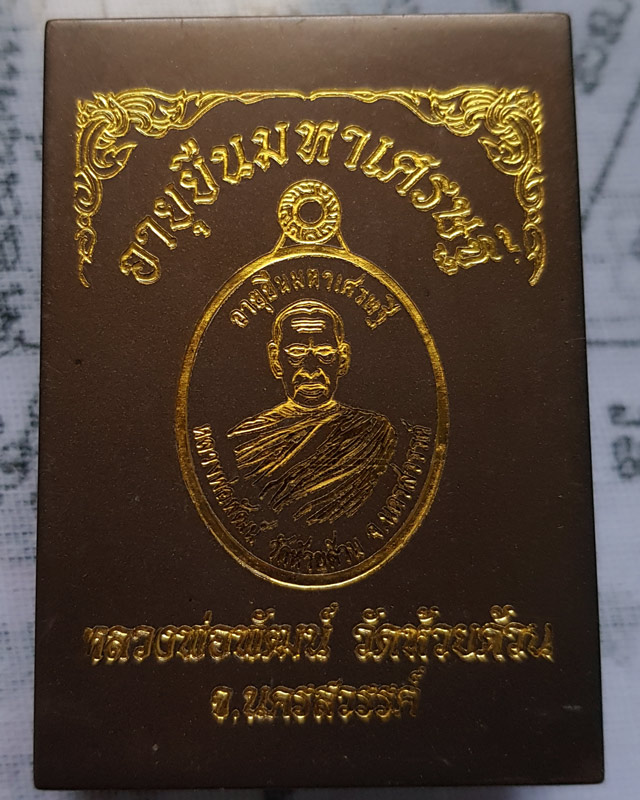 อายุยืนมหาเศรษฐี
อายุยืนมหาเศรษฐี
หลวงพ่อพัฒน์ วัดห้วยด้วน จ.นครสวรรค์
หลวงพ่อพัฒน์ วัดห้วยด้วน
จ.นครสวรรค์